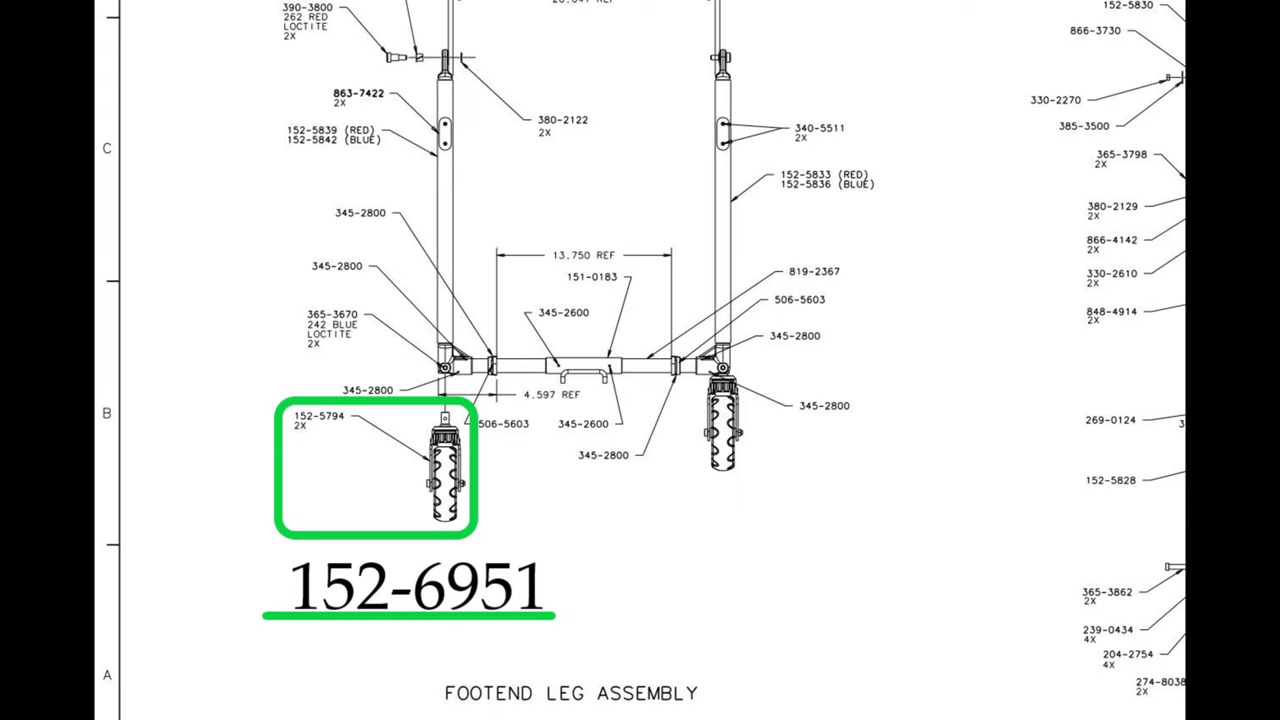 20.647 REF
152-5830
390-3800
262 RED
LOCTITE
2X
866-3730
863-7422
2X
330-2270
380-2122
2X
152-5839 (RED)
152-5842 (BLUE)
340-5511
2X
385-3500
C
365-3798
2X
152-5833 (RED)
152-5836 (BLUE)
345-2800
380-2129
2X
866-4142
2X
13.750 REF
345-2800
151-0183
819-2367
330-2610
2X
506-5603
365-3670
242 BLUE
LOCTITE
2X
345-2600
848-4914
2X
345-2800
345-2800
4.597 REF
345-2800
B
152-5794
2X
506-5603
345-2600
269-0124
3
345-2800
152-5828
152-6951
365-3862
2X
239-0434
4X
204-2754
4X
A
274-8038
2X
FOOTEND LEG ASSEMBLY